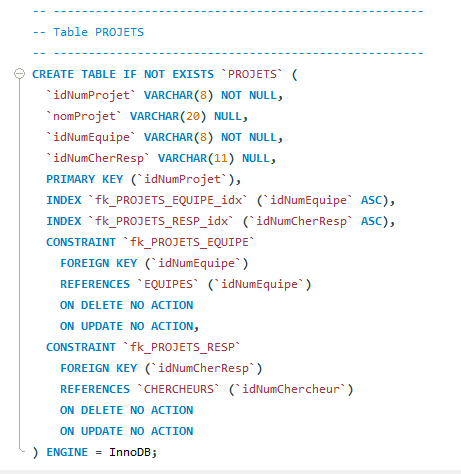 -- -----------------------------------------------------
-- Table PROJETS
-- -----------------------------------------------------
CREATE TABLE IF NOT EXISTS `PROJETS` (
  `idNumProjet` VARCHAR(8) NOT NULL,
  `nomProjet` VARCHAR(20) NULL,
  `idNumEquipe` VARCHAR(8) NOT NULL,
  `idNumCherResp` VARCHAR(11) NULL,
  PRIMARY KEY (`idNumProjet`),
  INDEX `fk_PROJETS_EQUIPE_idx` (`idNumEquipe` ASC),
  INDEX `fk_PROJETS_RESP_idx` (`idNumCherResp` ASC),
  CONSTRAINT `fk_PROJETS_EQUIPE`
    FOREIGN KEY (`idNumEquipe`)
    REFERENCES `EQUIPES` (`idNumEquipe`)
    ON DELETE NO ACTION
    ON UPDATE NO ACTION,
  CONSTRAINT `fk_PROJETS_RESP`
    FOREIGN KEY (`idNumCherResp`)
    REFERENCES `CHERCHEURS` (`idNumChercheur`)
    ON DELETE NO ACTION
    ON UPDATE NO ACTION
) ENGINE = InnoDB;